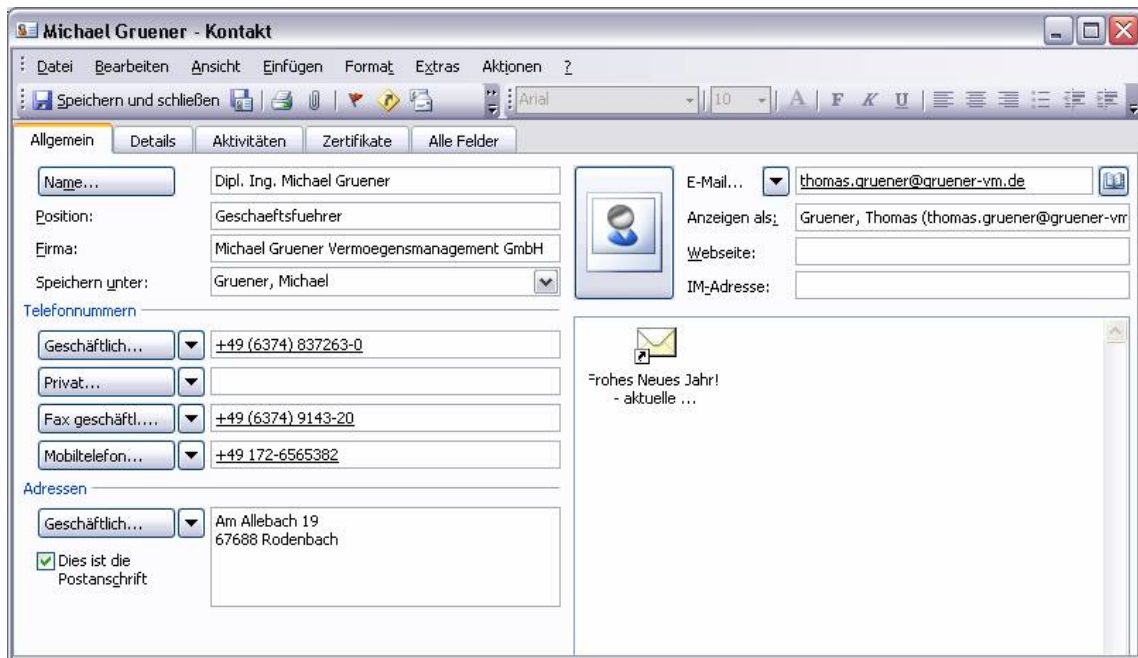 Michael Gruener - Kontakt
Datei Bearbeiten Ansicht Einfügen Format Extras Aktionen ?
Speichern und schließen Arial 10 A F K U
Allgemein Details Aktivitäten Zertifikate Alle Felder
Name... Dipl. Ing. Michael Gruener
Position: Geschaeftsfuehrer
Firma: Michael Gruener Vermoegensmanagement GmbH
Speichern unter: Gruener, Michael
Telefonnummern
Geschäftlich... +49 (6374) 837263-0
Privat...
Fax geschäftl.... +49 (6374) 9143-20
Mobiltelefon... +49 172-6565382
Adressen
Geschäftlich... Am Allebach 19
67688 Rodenbach
Dies ist die
Postanschrift
E-Mail... thomas.gruener@gruener-vm.de
Anzeigen als: Gruener, Thomas (thomas.gruener@gruener-vm
Webseite:
IM-Adresse:
Frohes Neues Jahr!
- aktuelle ...